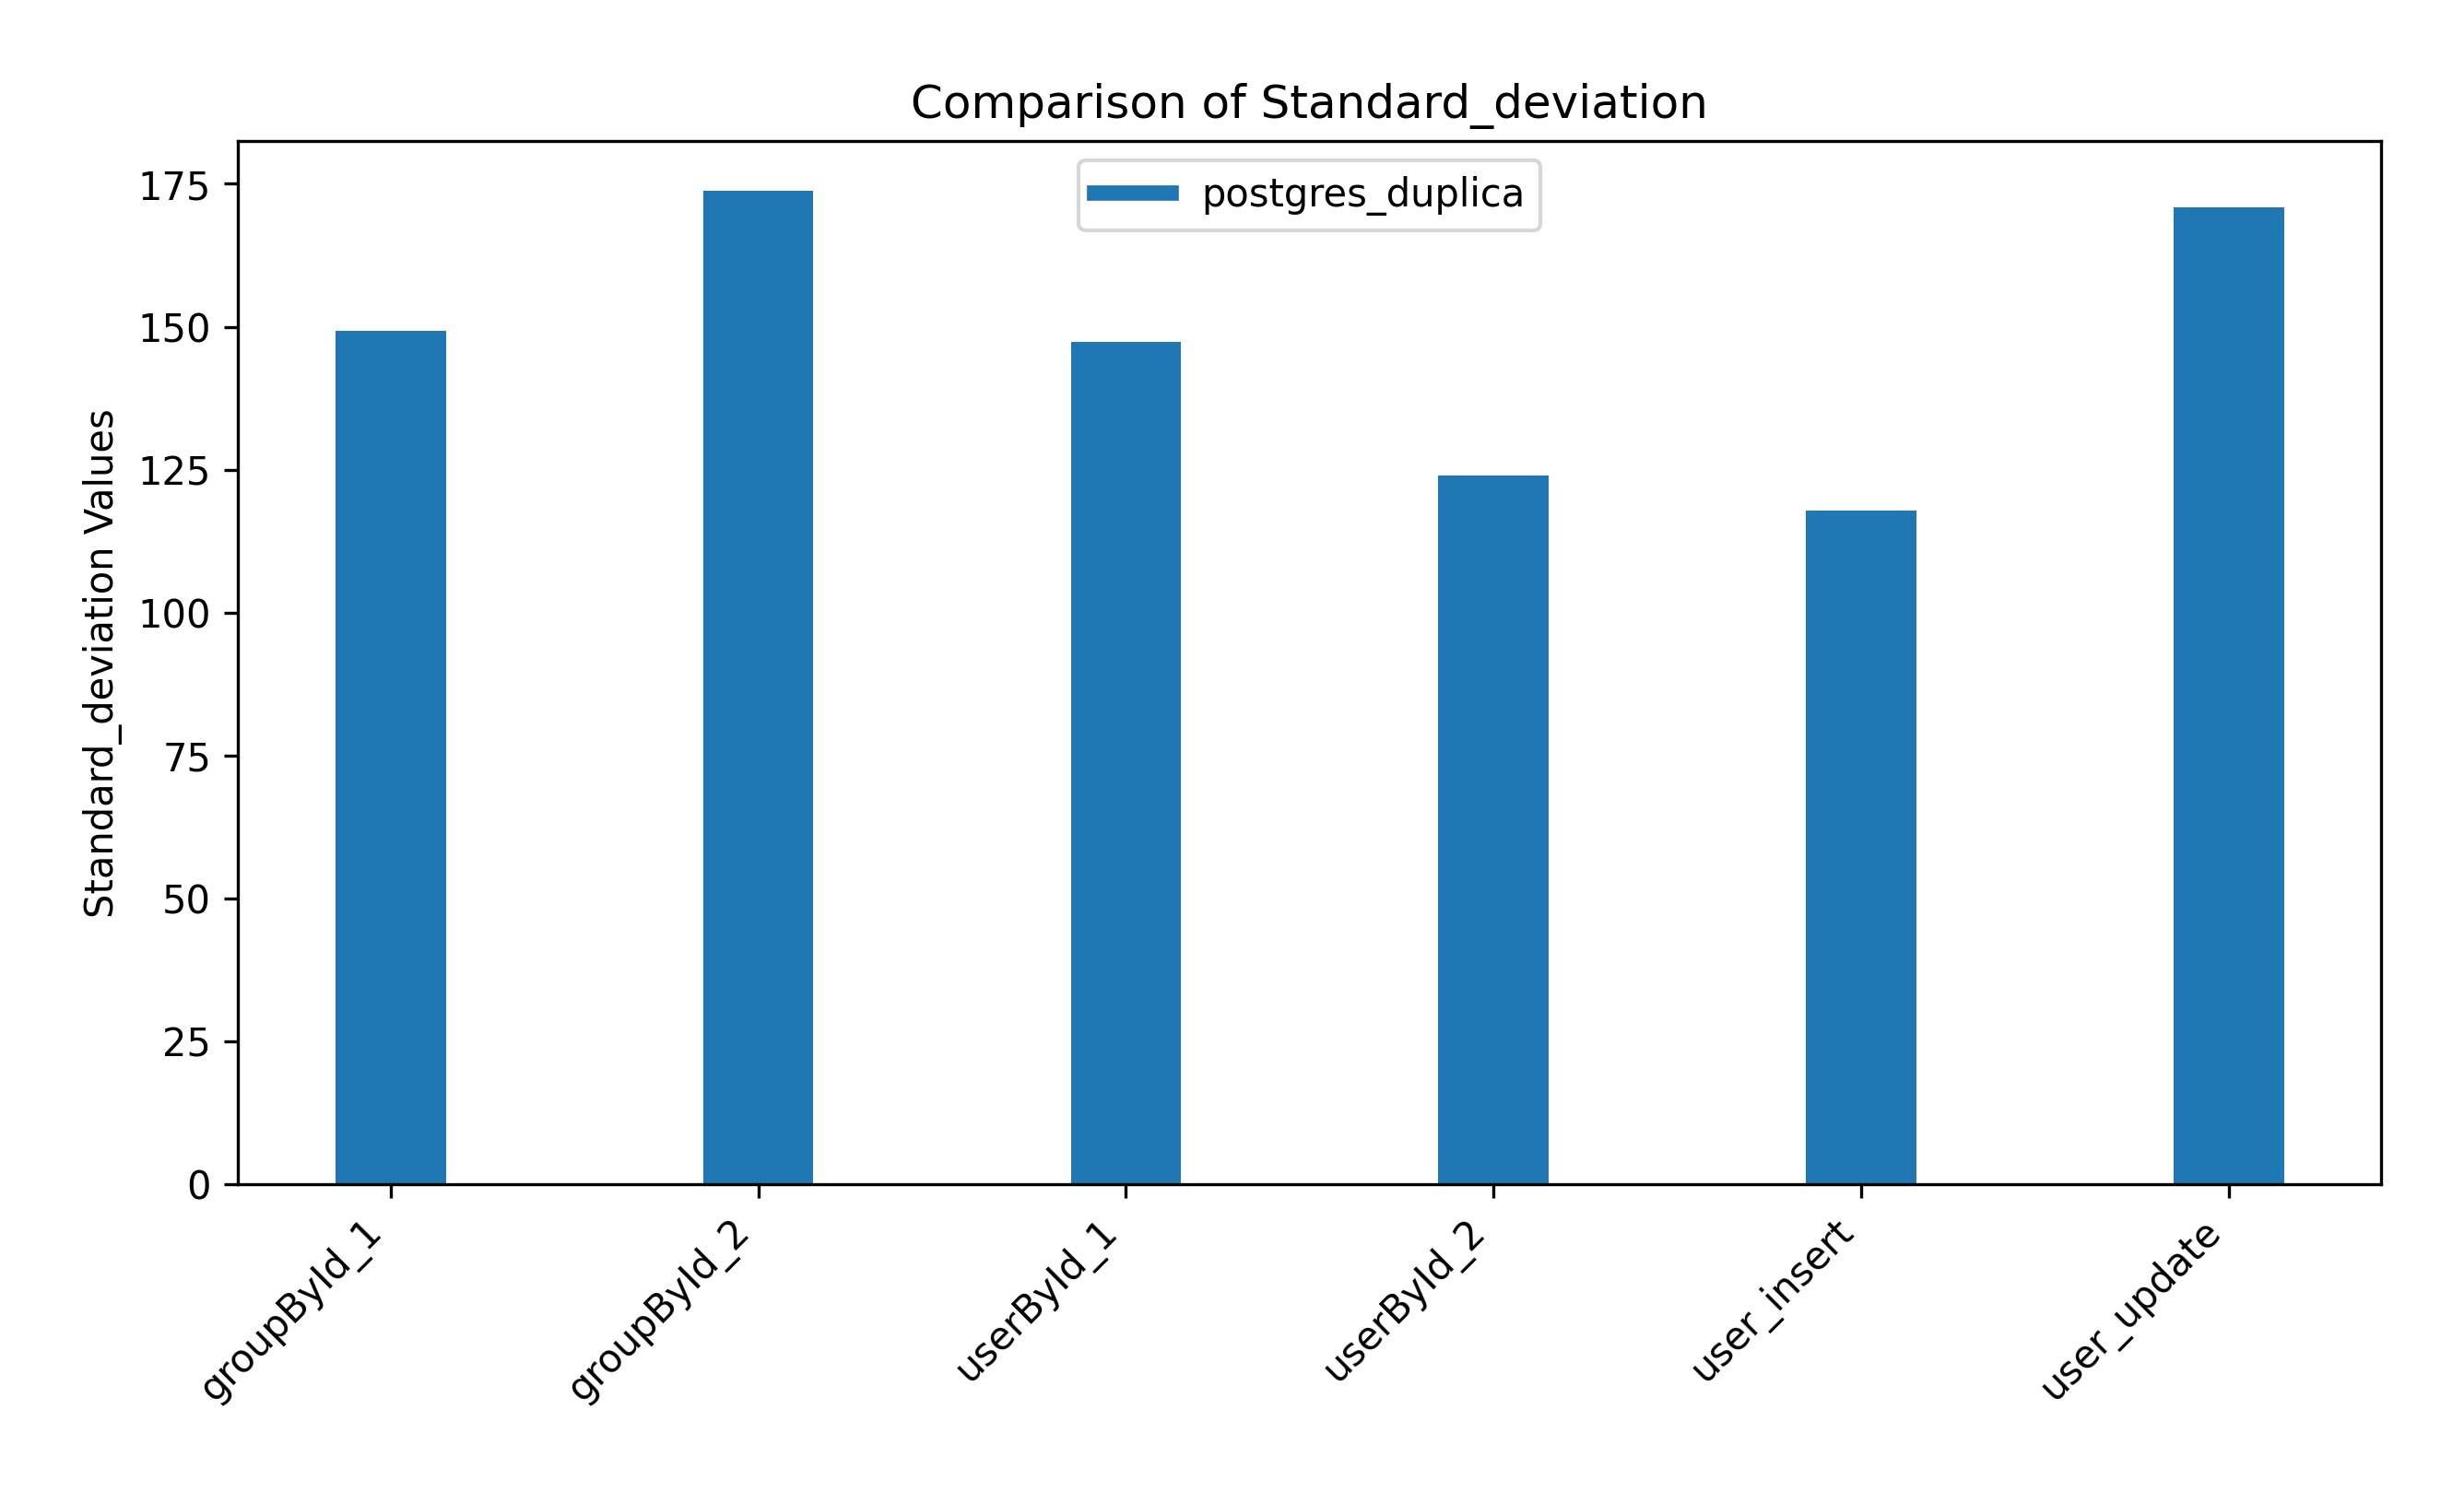 Comparison of Standard_deviation
postgres_duplica
Standard_deviation Values
175
150
125
100
75
50
25
0
groupById_1
groupById_2
userById_1
userById_2
user_insert
user_update